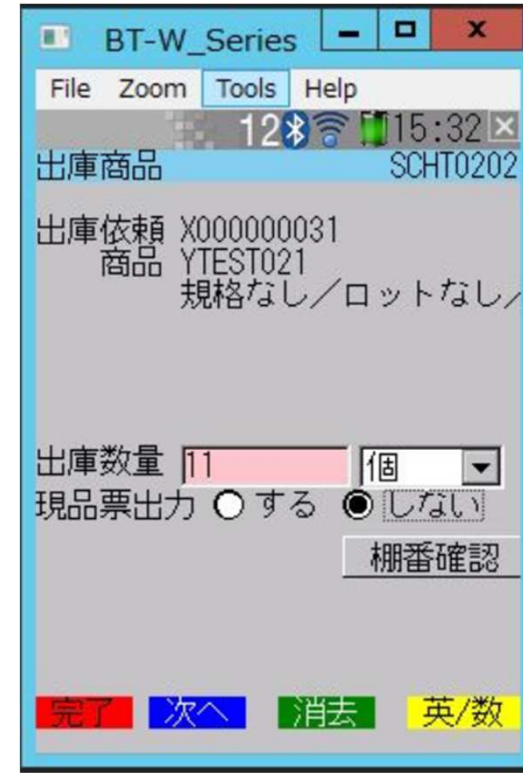 BT-W_Series
File Zoom Tools Help
12 15:32
出庫商品 SCHT0202
出庫依頼 X000000031
商品 YTEST021
規格なし／ロットなし／
出庫数量 11 個
現品票出力 する しない
棚番確認
完了 次へ 消去 英/数